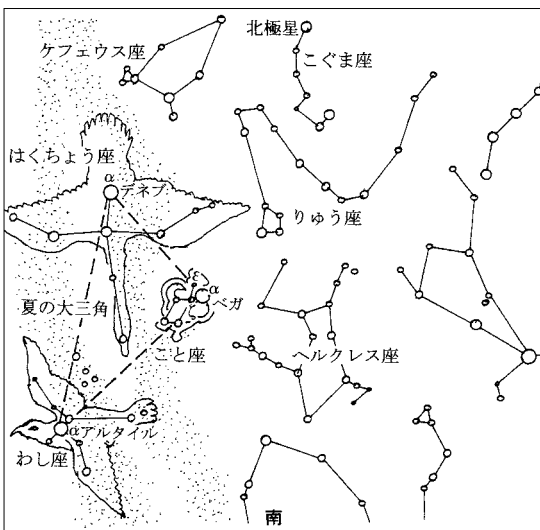 北極星
ケフェウス座
こぐま座
はくちょう座
α
デネブ
りゅう座
ε
α
ベガ
ζ
夏の大三角
こと座
ヘルクレス座
αアルタイル
わし座
南